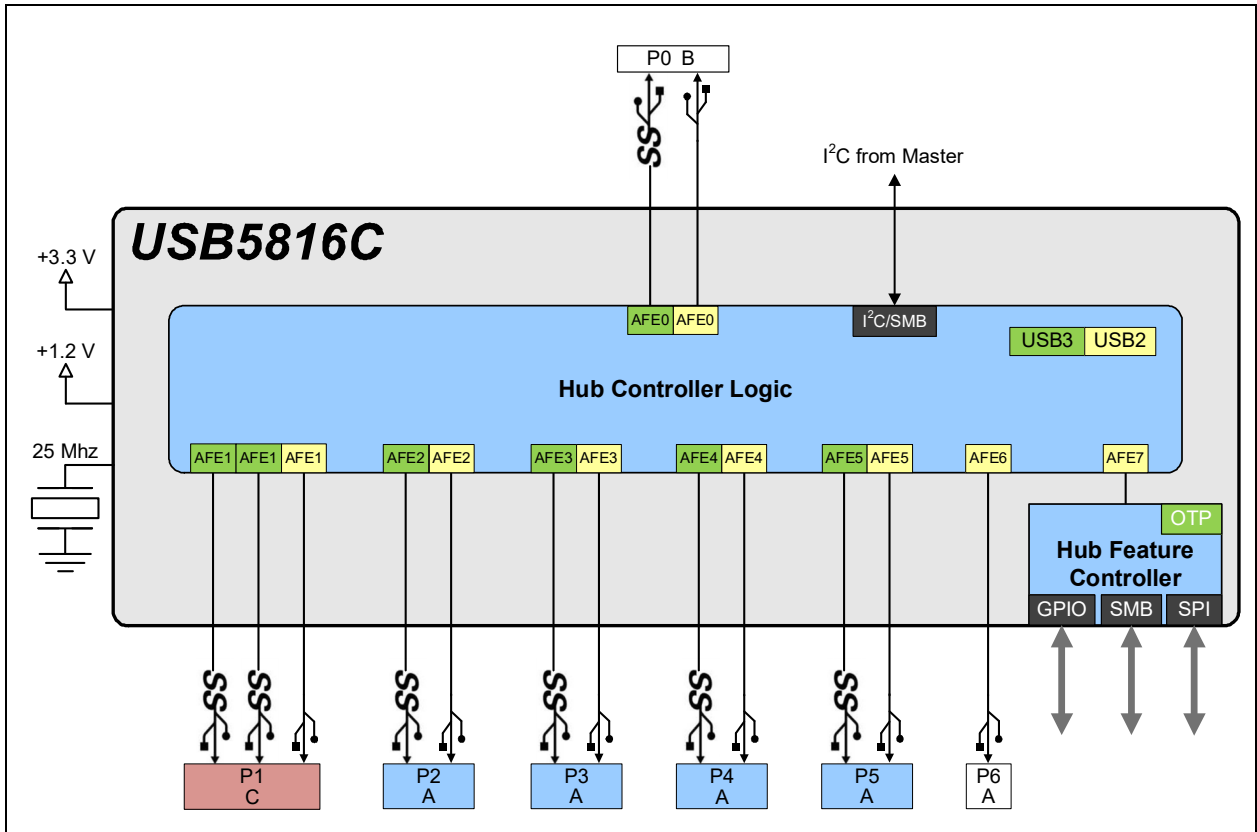 P0 B
SS
I²C from Master
USB5816C
+3.3 V
AFE0 AFE0
I²C/SMB
USB3 USB2
+1.2 V
Hub Controller Logic
25 Mhz
AFE1 AFE1 AFE1 AFE2 AFE2 AFE3 AFE3 AFE4 AFE4 AFE5 AFE5 AFE6 AFE7
OTP
Hub Feature
Controller
GPIO SMB SPI
SS SS SS SS SS SS
P1 P2 P3 P4 P5 P6
C A A A A A